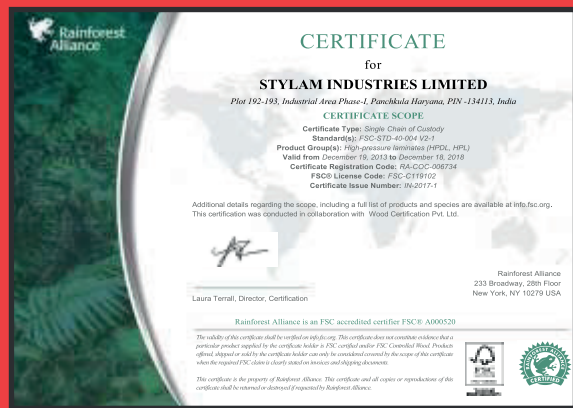 Rainforest
Alliance
CERTIFICATE
for
STYLAM INDUSTRIES LIMITED
Plot 192-193, Industrial Area Phase-I, Panchkula Haryana, PIN -134113, India
CERTIFICATE SCOPE
Certificate Type: Single Chain of Custody
Standard(s): FSC-STD-40-004 V2-1
Product Group(s): High-pressure laminates (HPDL, HPL)
Valid from December 19, 2013 to December 18, 2018
Certificate Registration Code: RA-COC-006734
FSC® License Code: FSC-C119102
Certificate Issue Number: IN-2017-1
Additional details regarding the scope, including a full list of products and species are available at info.fsc.org.
This certification was conducted in collaboration with Wood Certification Pvt. Ltd.
Rainforest Alliance
233 Broadway, 28th Floor
New York, NY 10279 USA
Laura Terrall, Director, Certification
Rainforest Alliance is an FSC accredited certifier FSC® A000520
The validity of this certificate shall be verified on info.fsc.org. This certificate does not constitute evidence that a
particular product supplied by the certificate holder is FSC certified and/or FSC Controlled Wood. Products
offered, shipped or sold by the certificate holder can only be considered covered by the scope of this certificate
when the required FSC claim is clearly stated on invoices and shipping documents.
This certificate is the property of Rainforest Alliance. This certificate and all copies or reproductions of this
certificate shall be returned or destroyed if requested by Rainforest Alliance.
FSC
RAINFOREST ALLIANCE
CERTIFIED